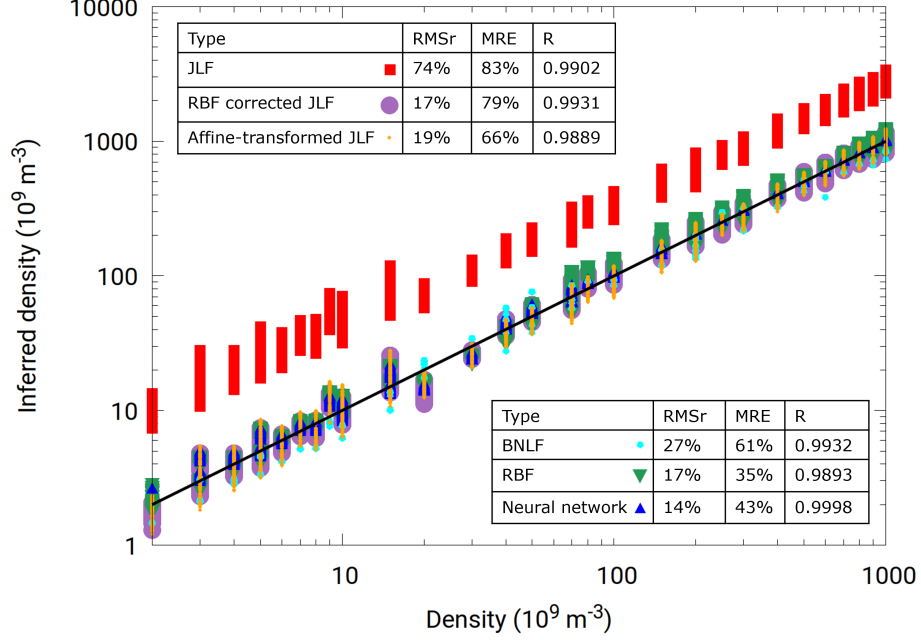 10000
Type RMSr MRE R
JLF 74% 83% 0.9902
RBF corrected JLF 17% 79% 0.9931
Affine-transformed JLF 19% 66% 0.9889
1000
Inferred density (10⁹ m⁻³)
100
10
Type RMSr MRE R
BNLF 27% 61% 0.9932
RBF 17% 35% 0.9893
Neural network 14% 43% 0.9998
1
10 100 1000
Density (10⁹ m⁻³)